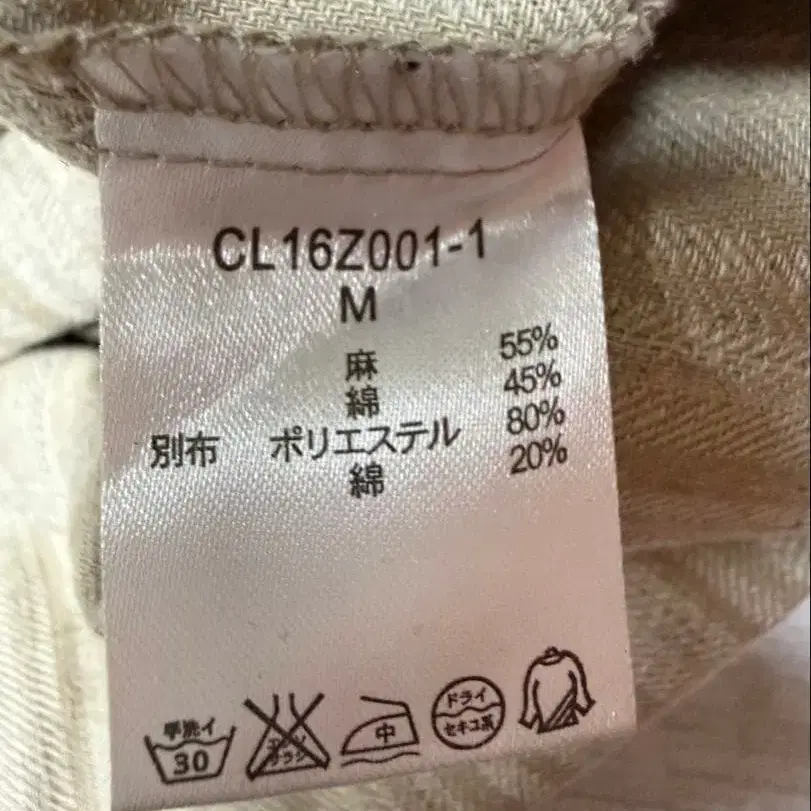 CL16Z001-1
M
麻 55%
綿 45%
別布 ポリエステル 80%
綿 20%
手洗イ
30
中
ドライ
セキユ系